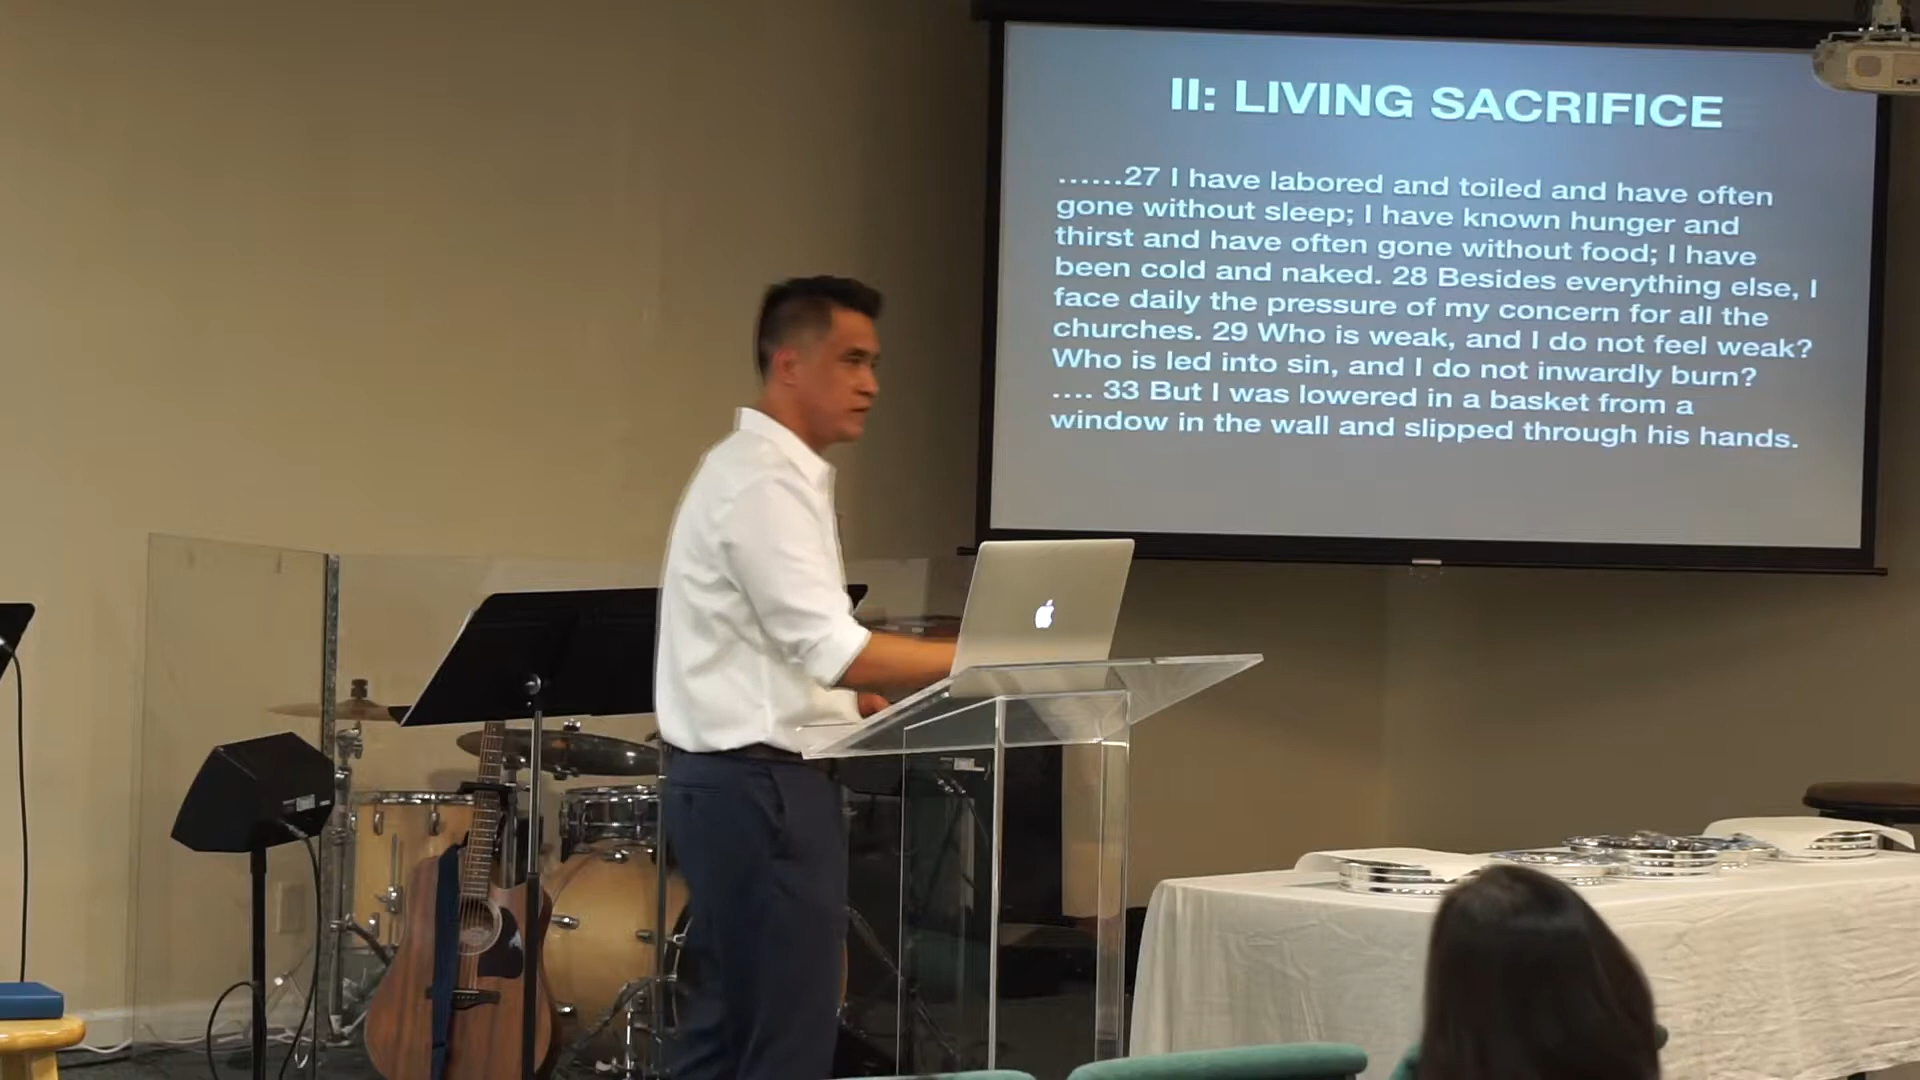 II: LIVING SACRIFICE
......27 I have labored and toiled and have often
gone without sleep; I have known hunger and
thirst and have often gone without food; I have
been cold and naked. 28 Besides everything else, I
face daily the pressure of my concern for all the
churches. 29 Who is weak, and I do not feel weak?
Who is led into sin, and I do not inwardly burn?
.... 33 But I was lowered in a basket from a
window in the wall and slipped through his hands.